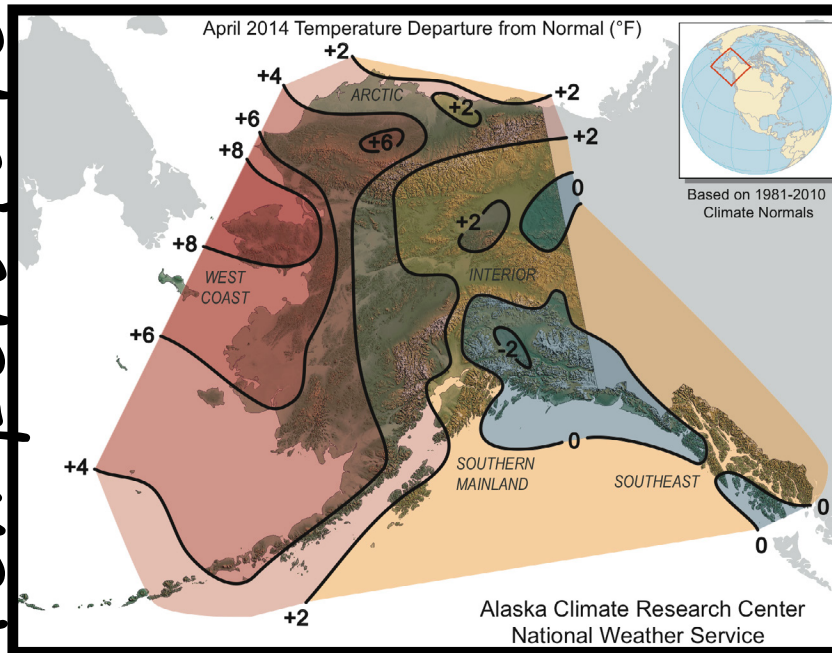 April 2014 Temperature Departure from Normal (°F)
+2
+4
ARCTIC
+2
+2
+6
+6
+2
+8
0
Based on 1981-2010
Climate Normals
+2
+8
WEST
COAST
INTERIOR
+6
-2
+4
0
SOUTHERN
MAINLAND
SOUTHEAST
0
0
+2
Alaska Climate Research Center
National Weather Service